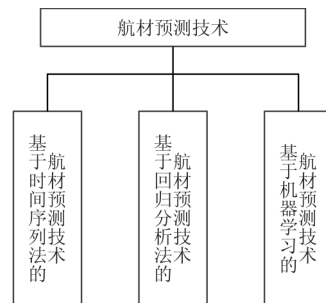 航材预测技术
基于时间序列法的
航材预测技术
基于回归分析法的
航材预测技术
基于机器学习的
航材预测技术